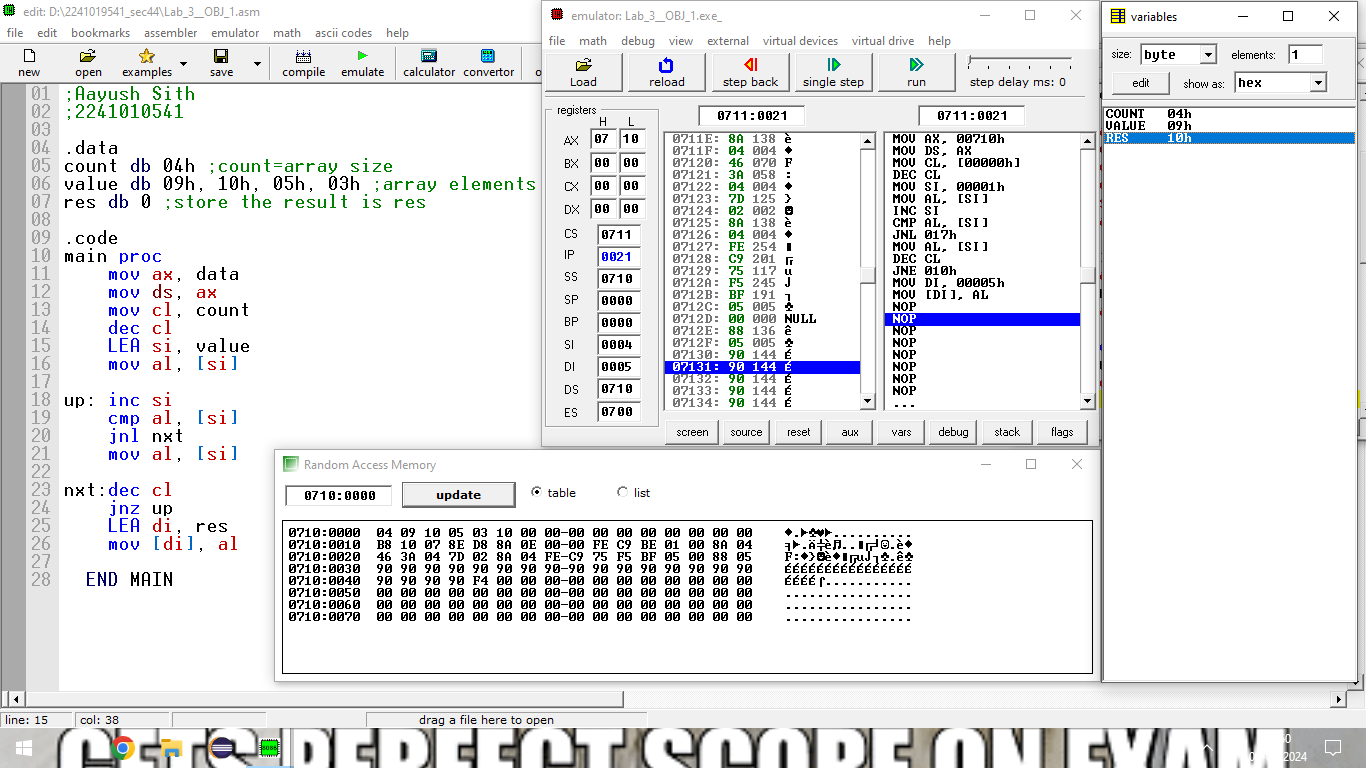 edit: D:\2241019541_sec44\Lab_3__OBJ_1.asm
file edit bookmarks assembler emulator math ascii codes help
new open examples save compile emulate calculator convertor
01 ;Aayush Sith
02 ;2241010541
03
04 .data
05 count db 04h ;count=array size
06 value db 09h, 10h, 05h, 03h ;array elements
07 res db 0 ;store the result is res
08
09 .code
10 main proc
11 mov ax, data
12 mov ds, ax
13 mov cl, count
14 dec cl
15 LEA si, value
16 mov al, [si]
17
18 up: inc si
19 cmp al, [si]
20 jnl nxt
21 mov al, [si]
22
23 nxt:dec cl
24 jnz up
25 LEA di, res
26 mov [di], al
27
28 END MAIN
line: 15 col: 38 drag a file here to open
emulator: Lab_3__OBJ_1.exe_
file math debug view external virtual devices virtual drive help
Load reload step back single step run step delay ms: 0
registers
H L
AX 07 10
BX 00 00
CX 00 00
DX 00 00
CS 0711
IP 0021
SS 0710
SP 0000
BP 0000
SI 0004
DI 0005
DS 0710
ES 0700
0711:0021 0711:0021
0711E: 8A 138 è
0711F: 04 004 ♦
07120: 46 070 F
07121: 3A 058 :
07122: 04 004 ♦
07123: 7D 125 }
07124: 02 002 ☻
07125: 8A 138 è
07126: 04 004 ♦
07127: FE 254 ■
07128: C9 201 ╔
07129: 75 117 u
0712A: F5 245 J
0712B: BF 191 ┐
0712C: 05 005 ♣
0712D: 00 000 NULL
0712E: 88 136 ê
0712F: 05 005 ♣
07130: 90 144 É
07131: 90 144 É
07132: 90 144 É
07133: 90 144 É
07134: 90 144 É
MOV AX, 00710h
MOV DS, AX
MOV CL, [00000h]
DEC CL
MOV SI, 00001h
MOV AL, [SI]
INC SI
CMP AL, [SI]
JNL 017h
MOV AL, [SI]
DEC CL
JNE 010h
MOV DI, 00005h
MOV [DI], AL
NOP
NOP
NOP
NOP
NOP
NOP
NOP
NOP
...
screen source reset aux vars debug stack flags
Random Access Memory
0710:0000 update table list
0710:0000 04 09 10 05 03 10 00 00-00 00 00 00 00 00 00 00
0710:0010 B8 10 07 8E D8 8A 0E 00-00 FE C9 BE 01 00 8A 04
0710:0020 46 3A 04 7D 02 8A 04 FE-C9 75 F5 BF 05 00 88 05
0710:0030 90 90 90 90 90 90 90 90-90 90 90 90 90 90 90 90
0710:0040 90 90 90 90 F4 00 00 00-00 00 00 00 00 00 00 00
0710:0050 00 00 00 00 00 00 00 00-00 00 00 00 00 00 00 00
0710:0060 00 00 00 00 00 00 00 00-00 00 00 00 00 00 00 00
0710:0070 00 00 00 00 00 00 00 00-00 00 00 00 00 00 00 00
variables
size: byte elements: 1
edit show as: hex
COUNT 04h
VALUE 09h
RES 10h
GETS PERFECT SCORE ON EXAM
2024